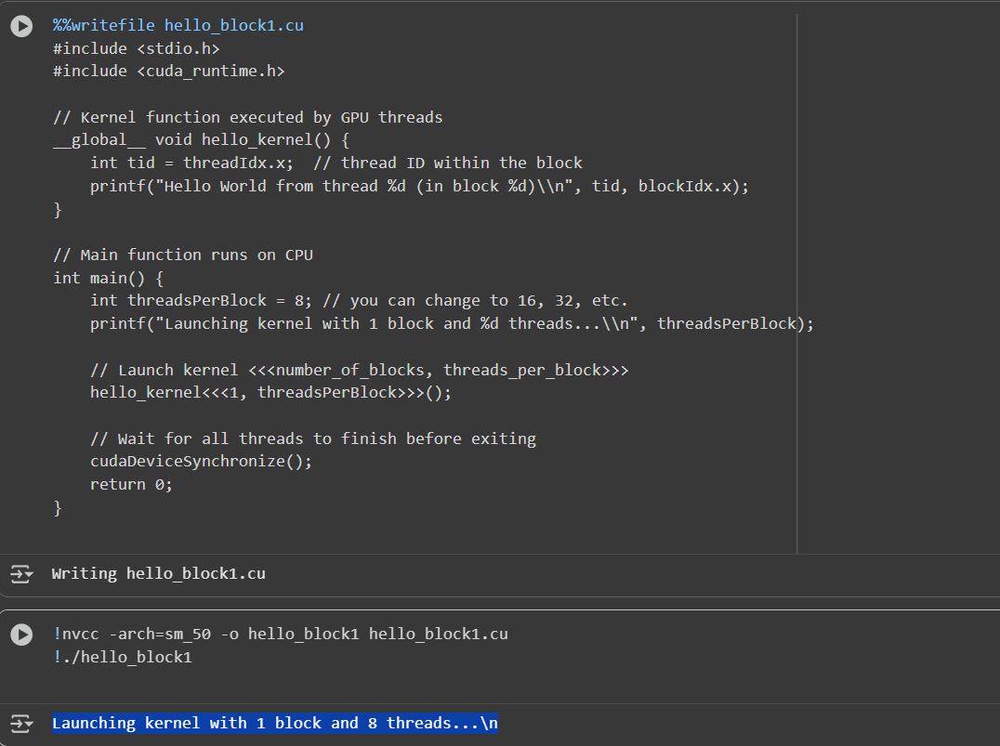 %%writefile hello_block1.cu
#include <stdio.h>
#include <cuda_runtime.h>

// Kernel function executed by GPU threads
__global__ void hello_kernel() {
    int tid = threadIdx.x;  // thread ID within the block
    printf("Hello World from thread %d (in block %d)\\n", tid, blockIdx.x);
}

// Main function runs on CPU
int main() {
    int threadsPerBlock = 8; // you can change to 16, 32, etc.
    printf("Launching kernel with 1 block and %d threads...\\n", threadsPerBlock);

    // Launch kernel <<<number_of_blocks, threads_per_block>>>
    hello_kernel<<<1, threadsPerBlock>>>();

    // Wait for all threads to finish before exiting
    cudaDeviceSynchronize();
    return 0;
}
Writing hello_block1.cu
!nvcc -arch=sm_50 -o hello_block1 hello_block1.cu
!./hello_block1
Launching kernel with 1 block and 8 threads...\n